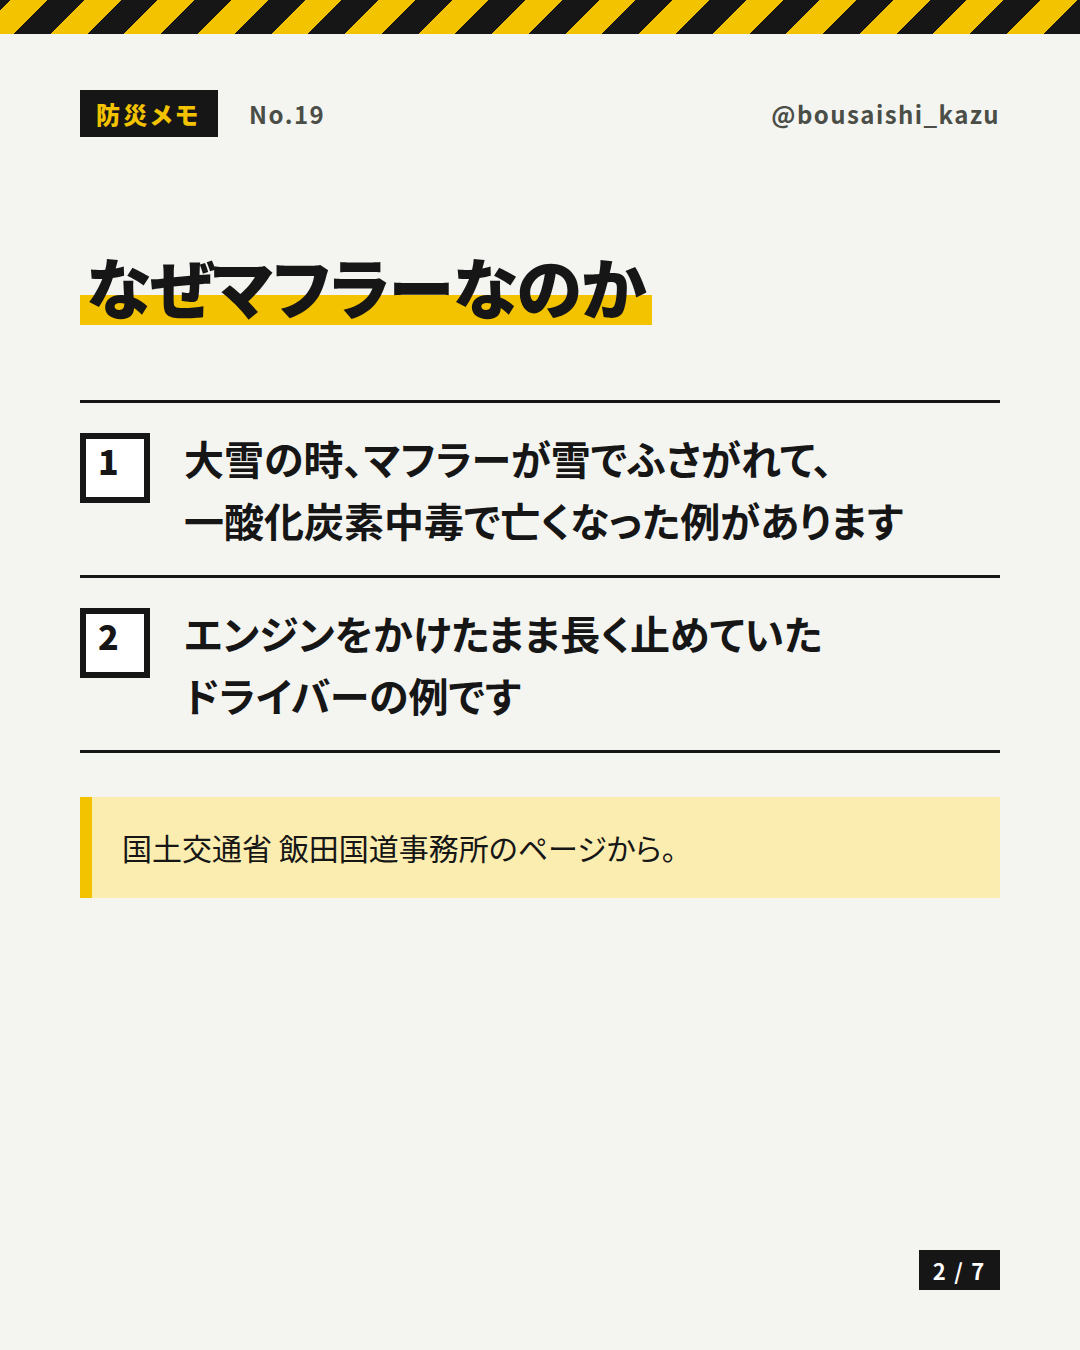 防災メモ No.19 @bousaishi_kazu
なぜマフラーなのか
1 大雪の時、マフラーが雪でふさがれて、
一酸化炭素中毒で亡くなった例があります
2 エンジンをかけたまま長く止めていた
ドライバーの例です
国土交通省 飯田国道事務所のページから。
2 / 7